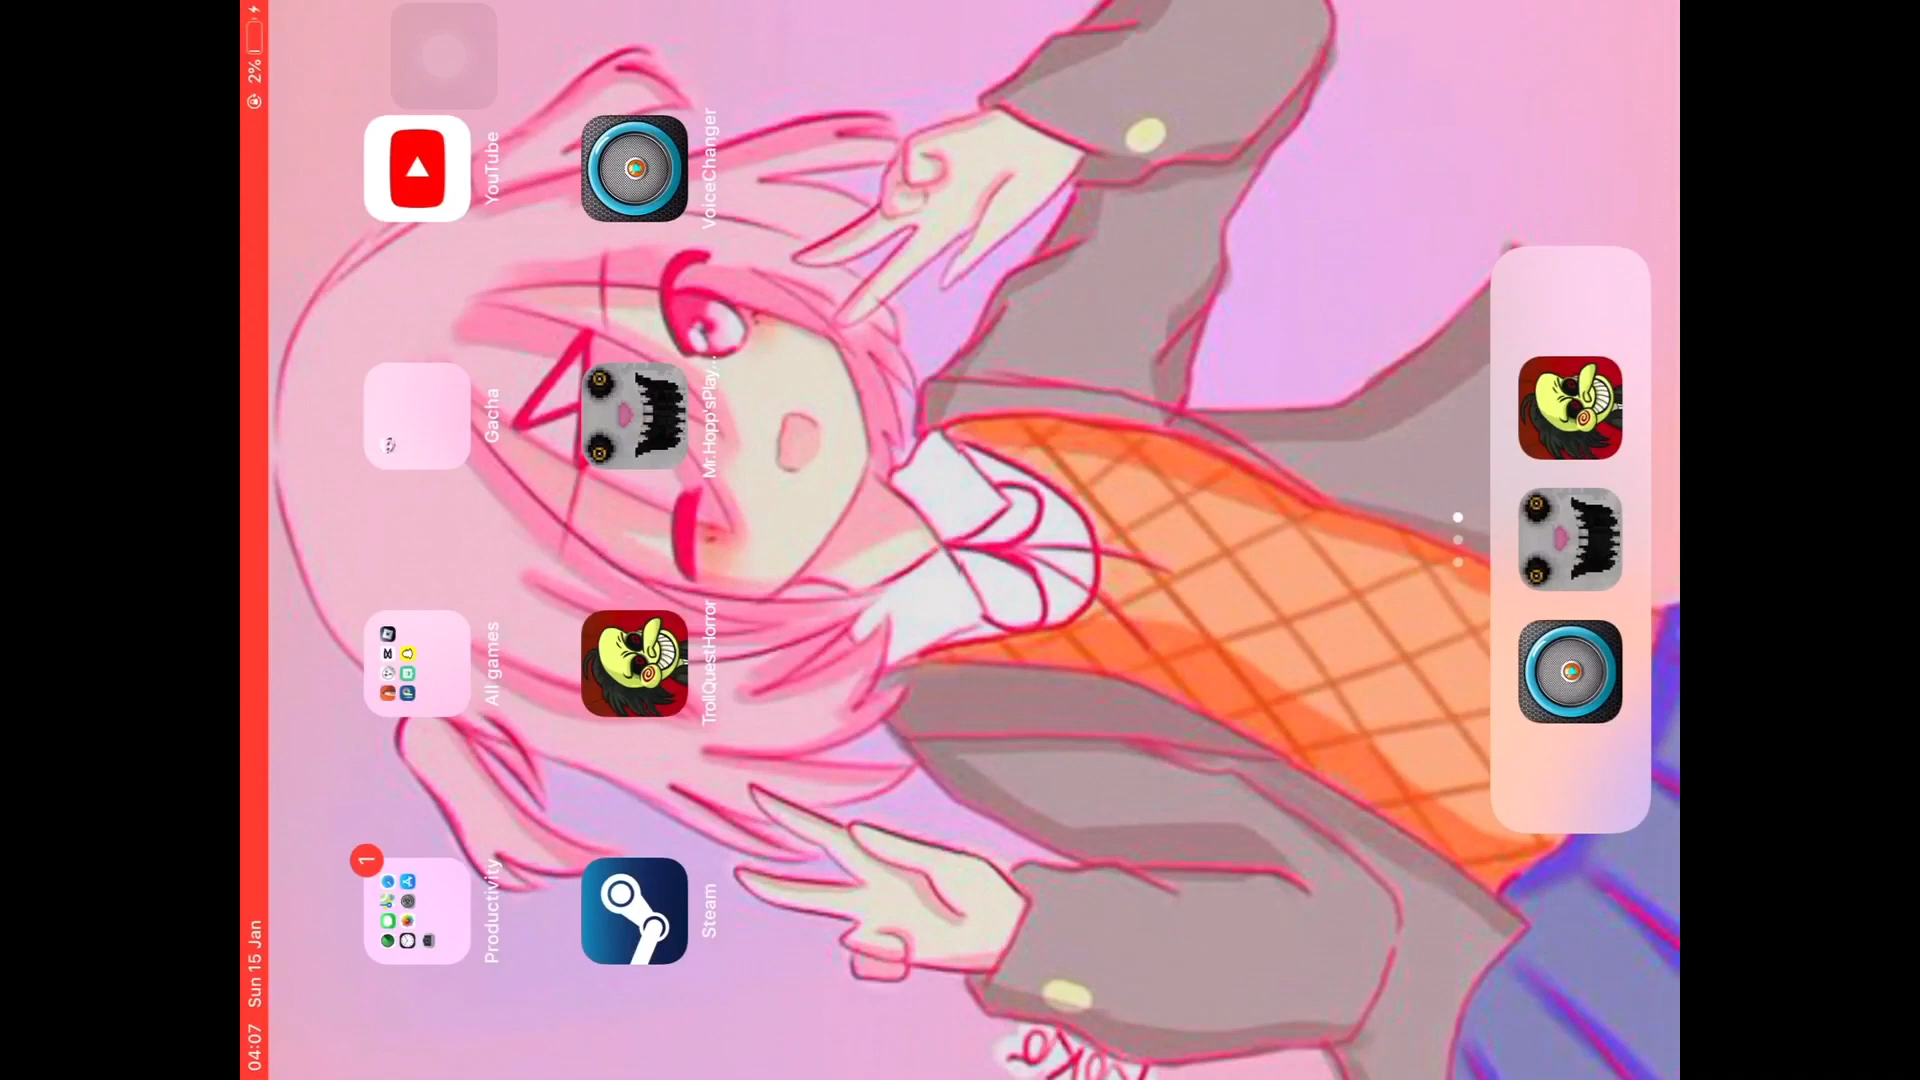 04:07 Sun 15 Jan 2%
1
Productivity
All games
Gacha
YouTube
Steam
TrollQuestHorror
Mr.Hopp'sPlay...
VoiceChanger